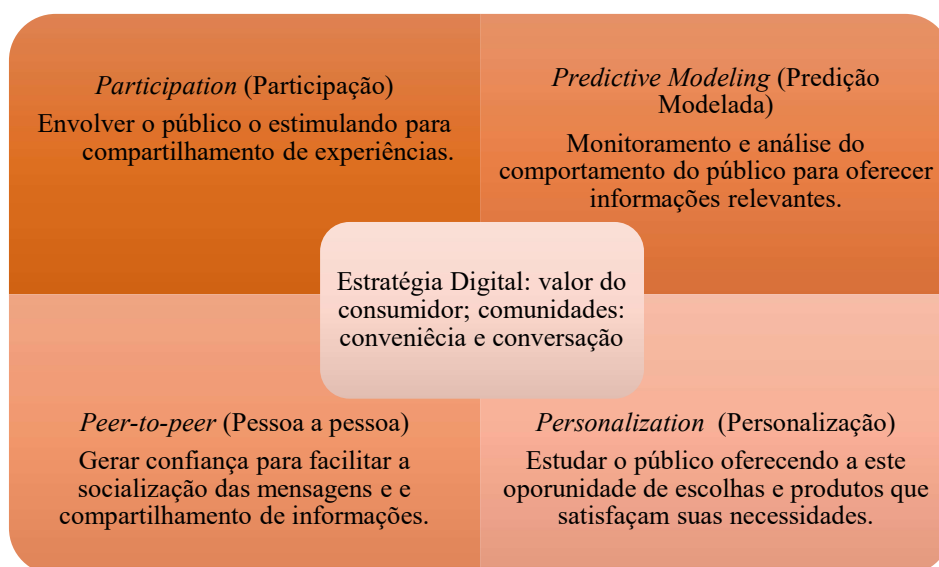 Participation (Participação)
Envolver o público o estimulando para
compartilhamento de experiências.
Predictive Modeling (Predição
Modelada)
Monitoramento e análise do
comportamento do público para oferecer
informações relevantes.
Estratégia Digital: valor do
consumidor; comunidades:
conveniêcia e conversação
Peer-to-peer (Pessoa a pessoa)
Gerar confiança para facilitar a
socialização das mensagens e e
compartilhamento de informações.
Personalization (Personalização)
Estudar o público oferecendo a este
oporunidade de escolhas e produtos que
satisfaçam suas necessidades.